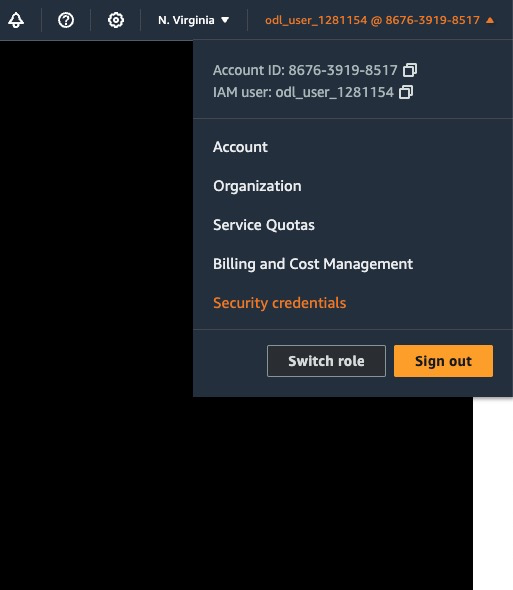 N. Virginia odl_user_1281154 @ 8676-3919-8517
Account ID: 8676-3919-8517
IAM user: odl_user_1281154
Account
Organization
Service Quotas
Billing and Cost Management
Security credentials
Switch role Sign out